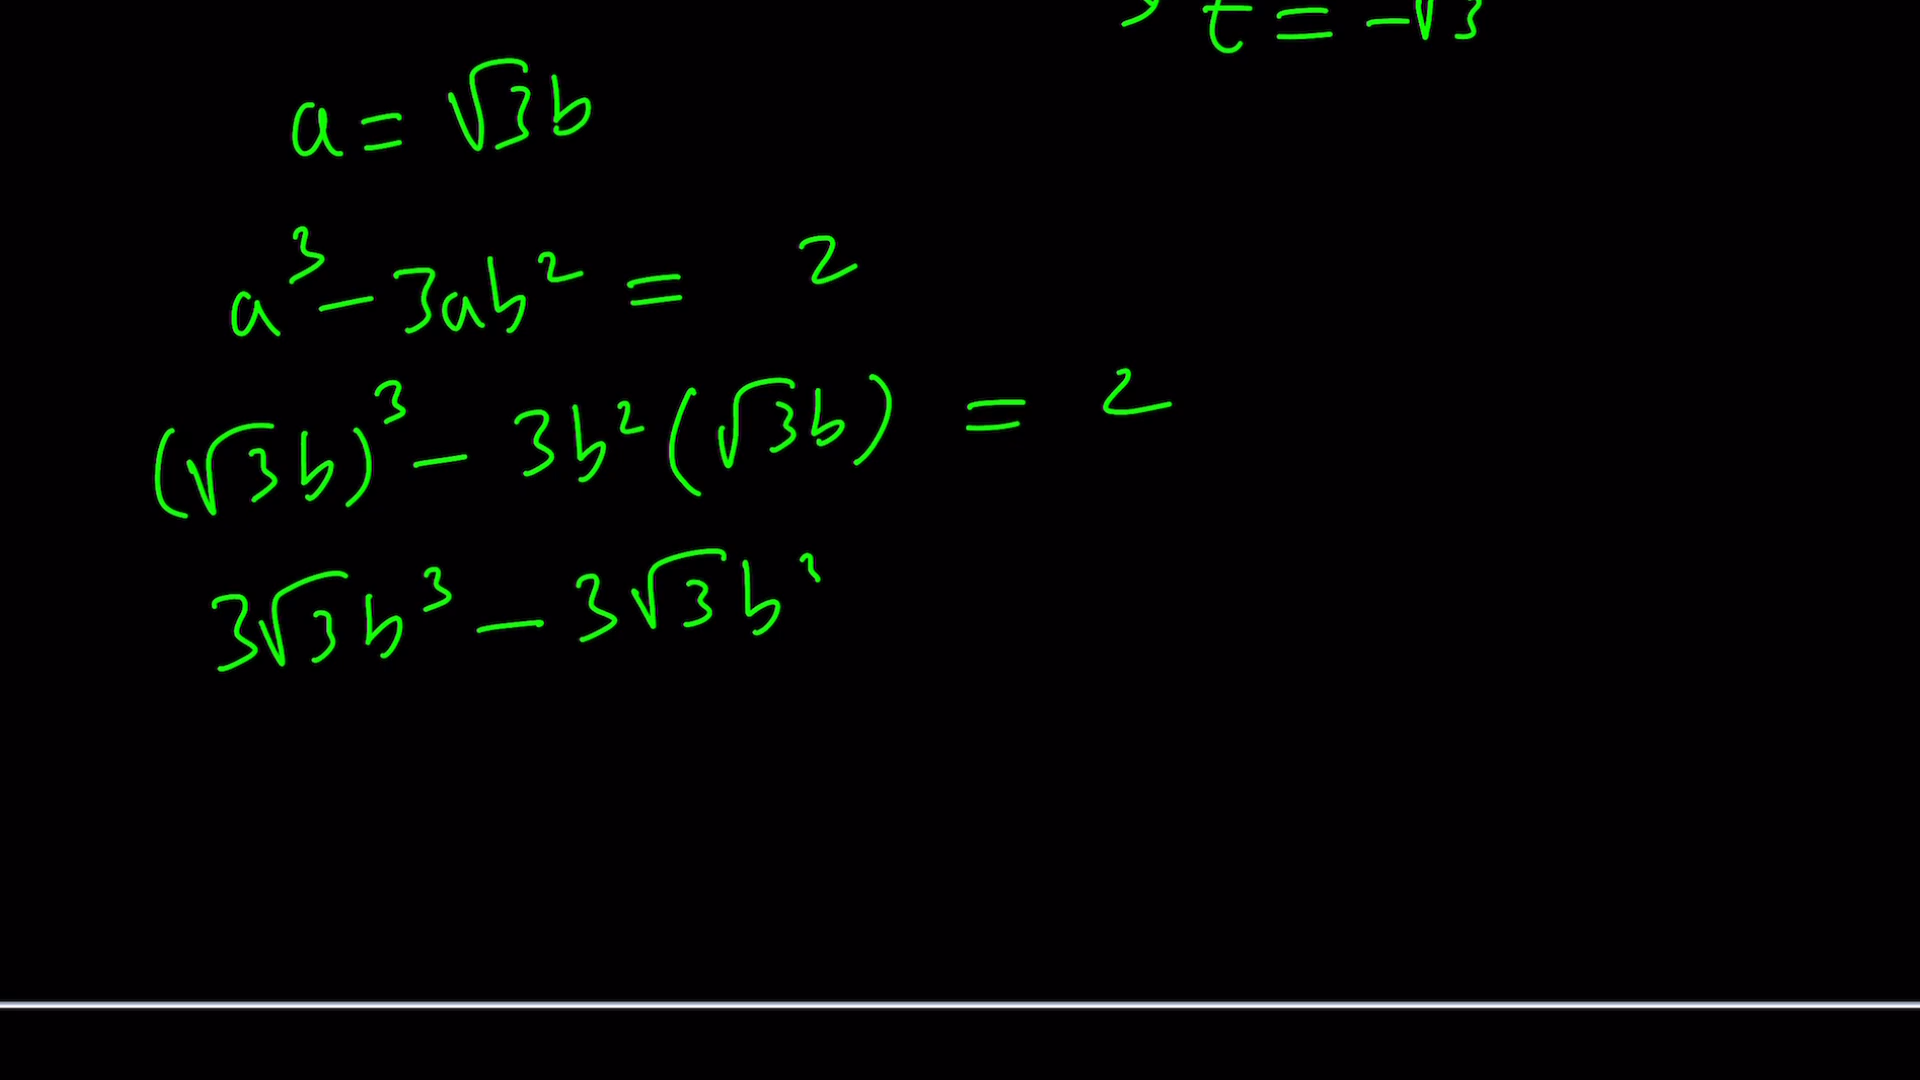 t = -√3
a = √3b
a³ - 3ab² = 2
(√3b)³ - 3b²(√3b) = 2
3√3b³ - 3√3b³